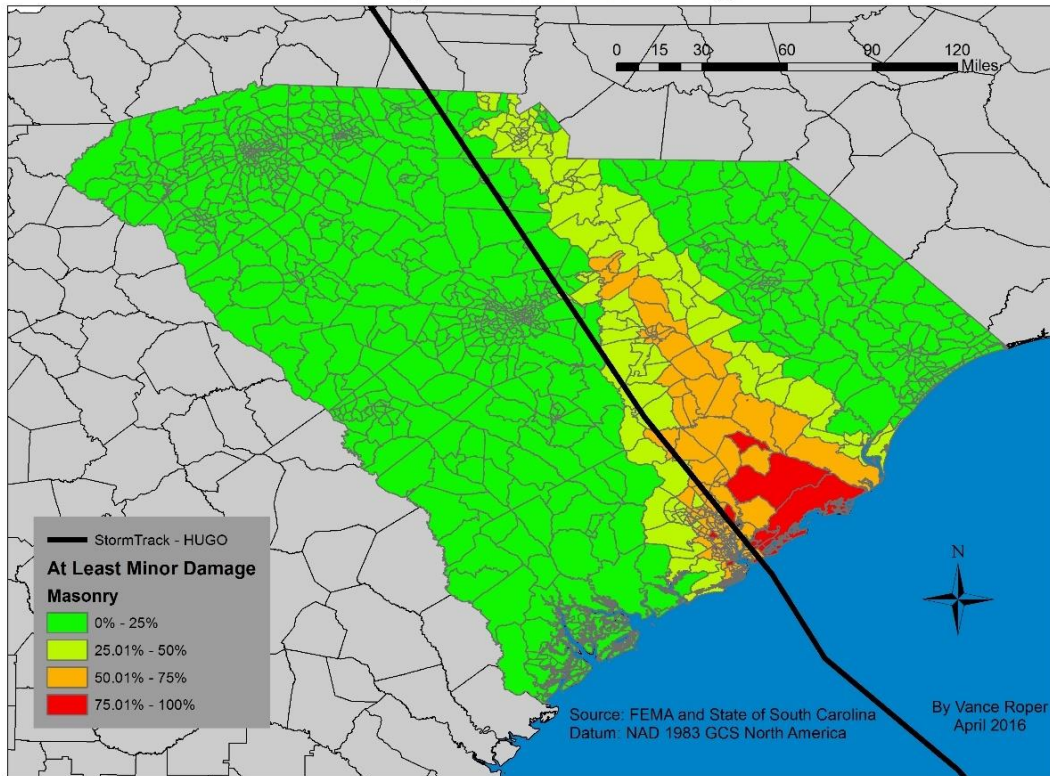 0 15 30 60 90 120
Miles
N
StormTrack - HUGO
At Least Minor Damage
Masonry
0% - 25%
25.01% - 50%
50.01% - 75%
75.01% - 100%
Source: FEMA and State of South Carolina
Datum: NAD 1983 GCS North America
By Vance Roper
April 2016